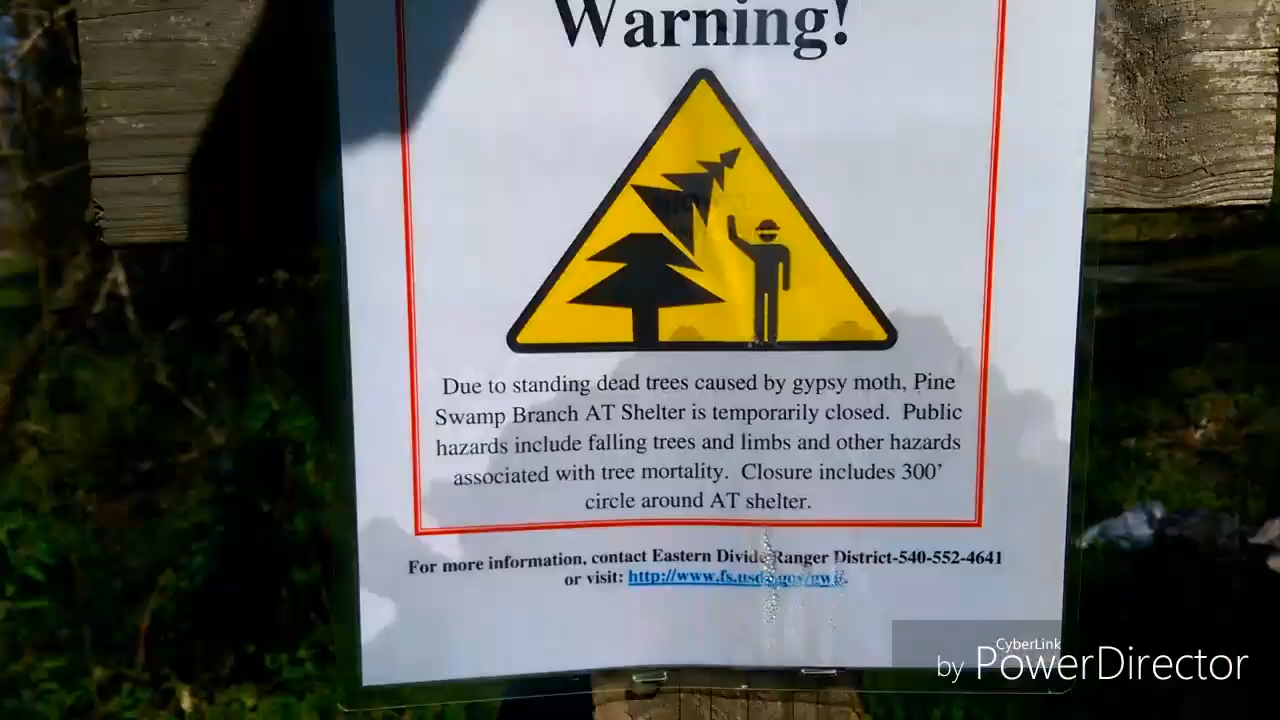 Warning!
Due to standing dead trees caused by gypsy moth, Pine
Swamp Branch AT Shelter is temporarily closed.  Public
hazards include falling trees and limbs and other hazards
associated with tree mortality.  Closure includes 300’
circle around AT shelter.
For more information, contact Eastern Divide Ranger District-540-552-4641
or visit:
CyberLink
by PowerDirector